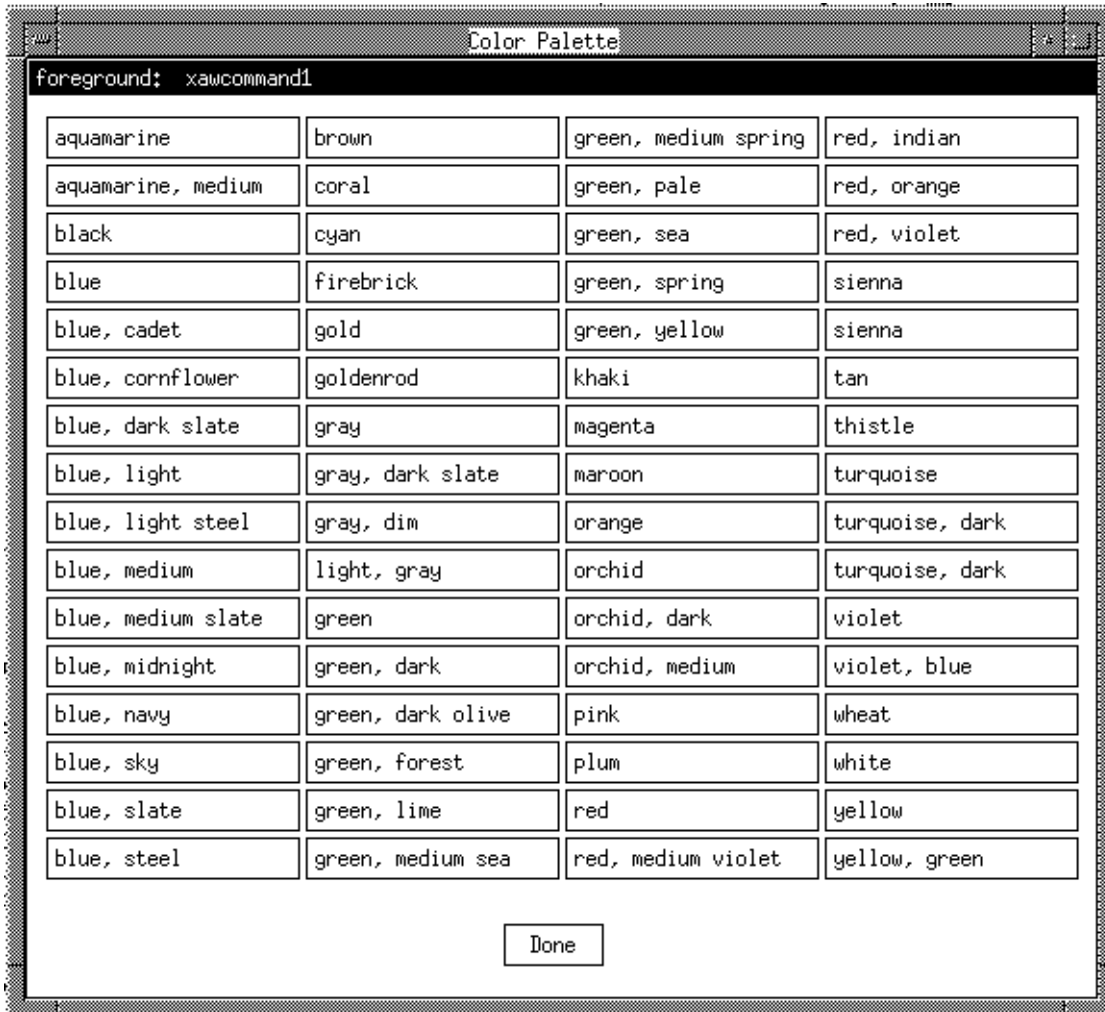 Color Palette
foreground: xawcommand1
aquamarine brown green, medium spring red, indian
aquamarine, medium coral green, pale red, orange
black cyan green, sea red, violet
blue firebrick green, spring sienna
blue, cadet gold green, yellow sienna
blue, cornflower goldenrod khaki tan
blue, dark slate gray magenta thistle
blue, light gray, dark slate maroon turquoise
blue, light steel gray, dim orange turquoise, dark
blue, medium light, gray orchid turquoise, dark
blue, medium slate green orchid, dark violet
blue, midnight green, dark orchid, medium violet, blue
blue, navy green, dark olive pink wheat
blue, sky green, forest plum white
blue, slate green, lime red yellow
blue, steel green, medium sea red, medium violet yellow, green
Done